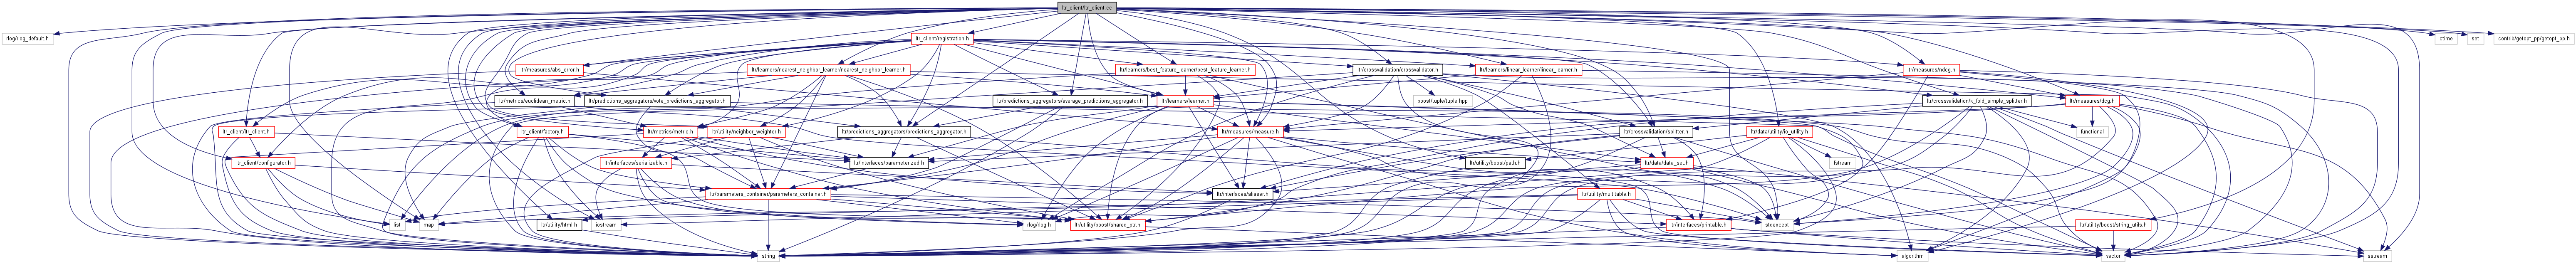 ltr_client/ltr_client.cc
rlog/rlog_default.h
ltr_client/registration.h
ctime
set
contrib/getopt_pp/getopt_pp.h
ltr/measures/abs_error.h
ltr/learners/nearest_neighbor_learner/nearest_neighbor_learner.h
ltr/learners/best_feature_learner/best_feature_learner.h
ltr/crossvalidation/crossvalidator.h
ltr/learners/linear_learner/linear_learner.h
ltr/measures/ndcg.h
ltr/metrics/euclidean_metric.h
ltr/predictions_aggregators/vote_predictions_aggregator.h
ltr/predictions_aggregators/average_predictions_aggregator.h
ltr/learners/learner.h
boost/tuple/tuple.hpp
ltr/crossvalidation/k_fold_simple_splitter.h
ltr/measures/dcg.h
ltr_client/ltr_client.h
ltr_client/factory.h
ltr/metrics/metric.h
ltr/utility/neighbor_weighter.h
ltr/predictions_aggregators/predictions_aggregator.h
ltr/measures/measure.h
ltr/crossvalidation/splitter.h
ltr/data/utility/io_utility.h
functional
ltr_client/configurator.h
ltr/interfaces/serializable.h
ltr/interfaces/parameterized.h
ltr/utility/boost/path.h
ltr/data/data_set.h
fstream
ltr/parameters_container/parameters_container.h
ltr/interfaces/aliaser.h
ltr/utility/multitable.h
list
map
ltr/utility/html.h
iostream
rlog/rlog.h
ltr/utility/boost/shared_ptr.h
ltr/interfaces/printable.h
stdexcept
ltr/utility/boost/string_utils.h
string
algorithm
vector
sstream